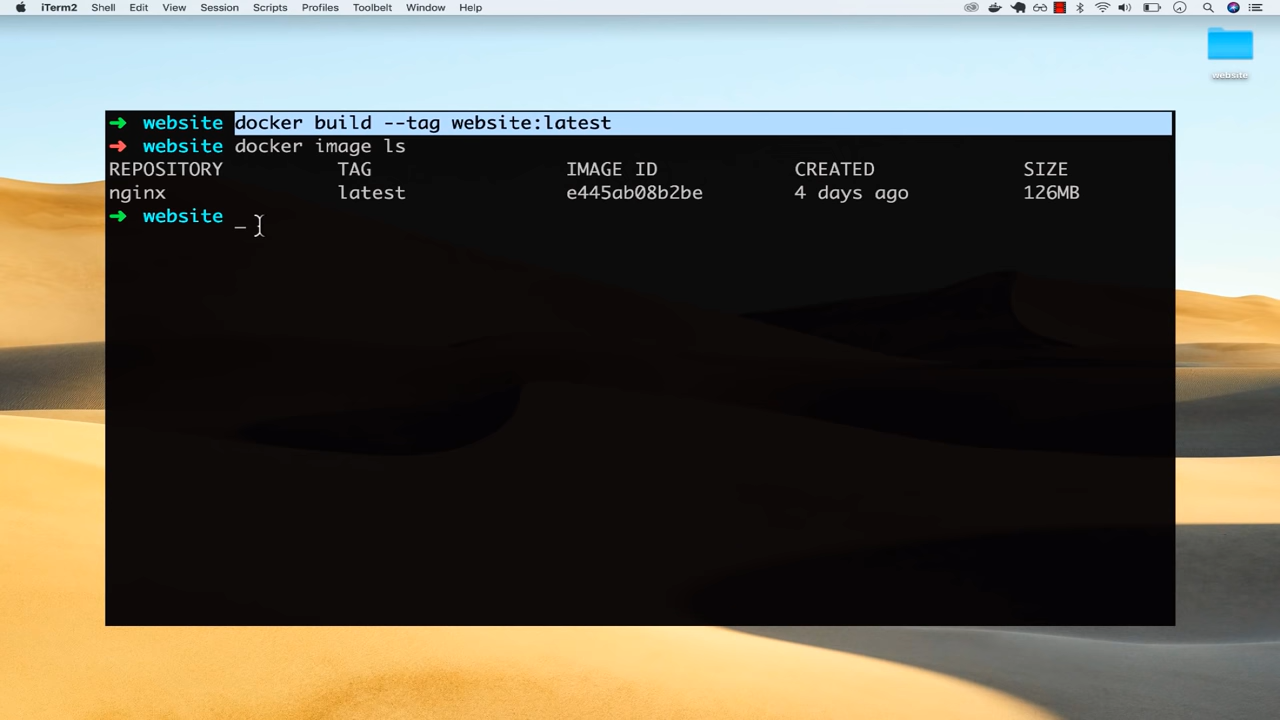 iTerm2 Shell Edit View Session Scripts Profiles Toolbelt Window Help
website
➜ website docker build --tag website:latest
➜ website docker image ls
REPOSITORY TAG IMAGE ID CREATED SIZE
nginx latest e445ab08b2be 4 days ago 126MB
➜ website _